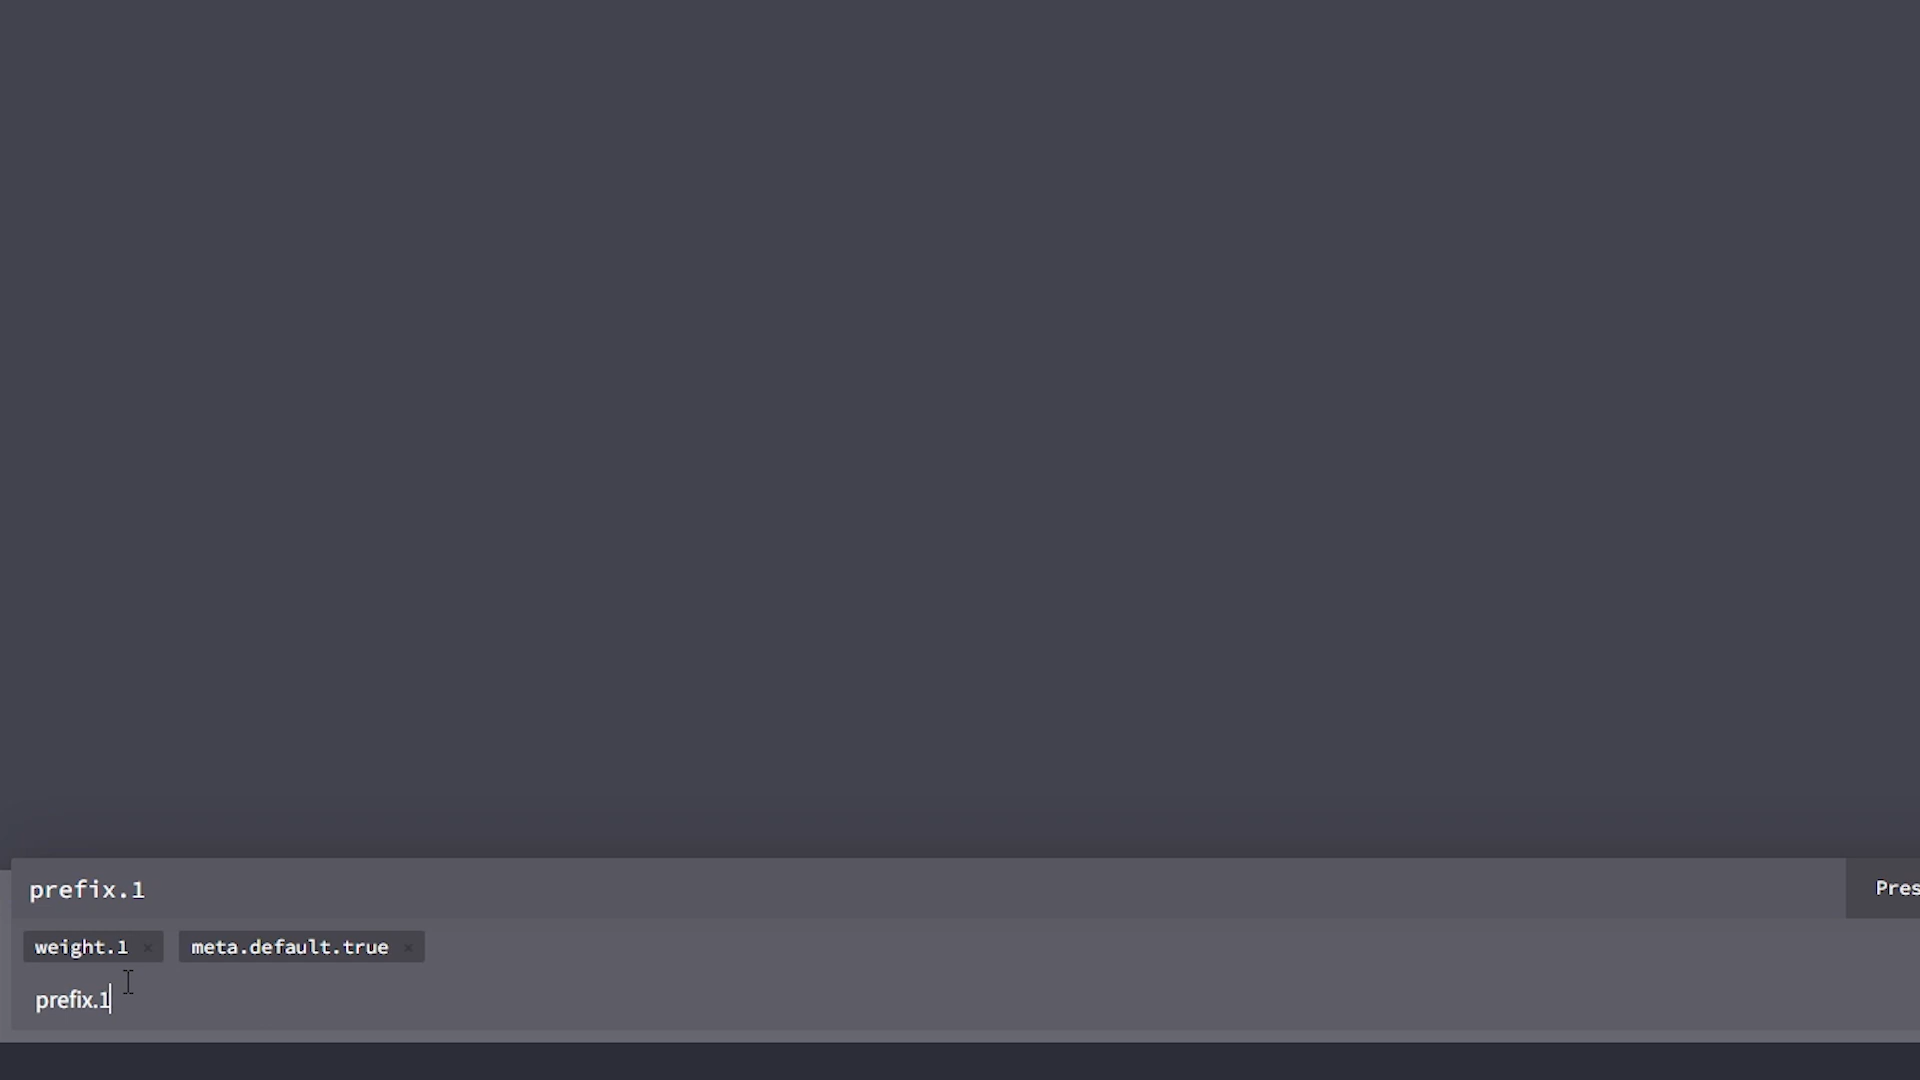 prefix.1
Pres
weight.1 ×
meta.default.true ×
prefix.1